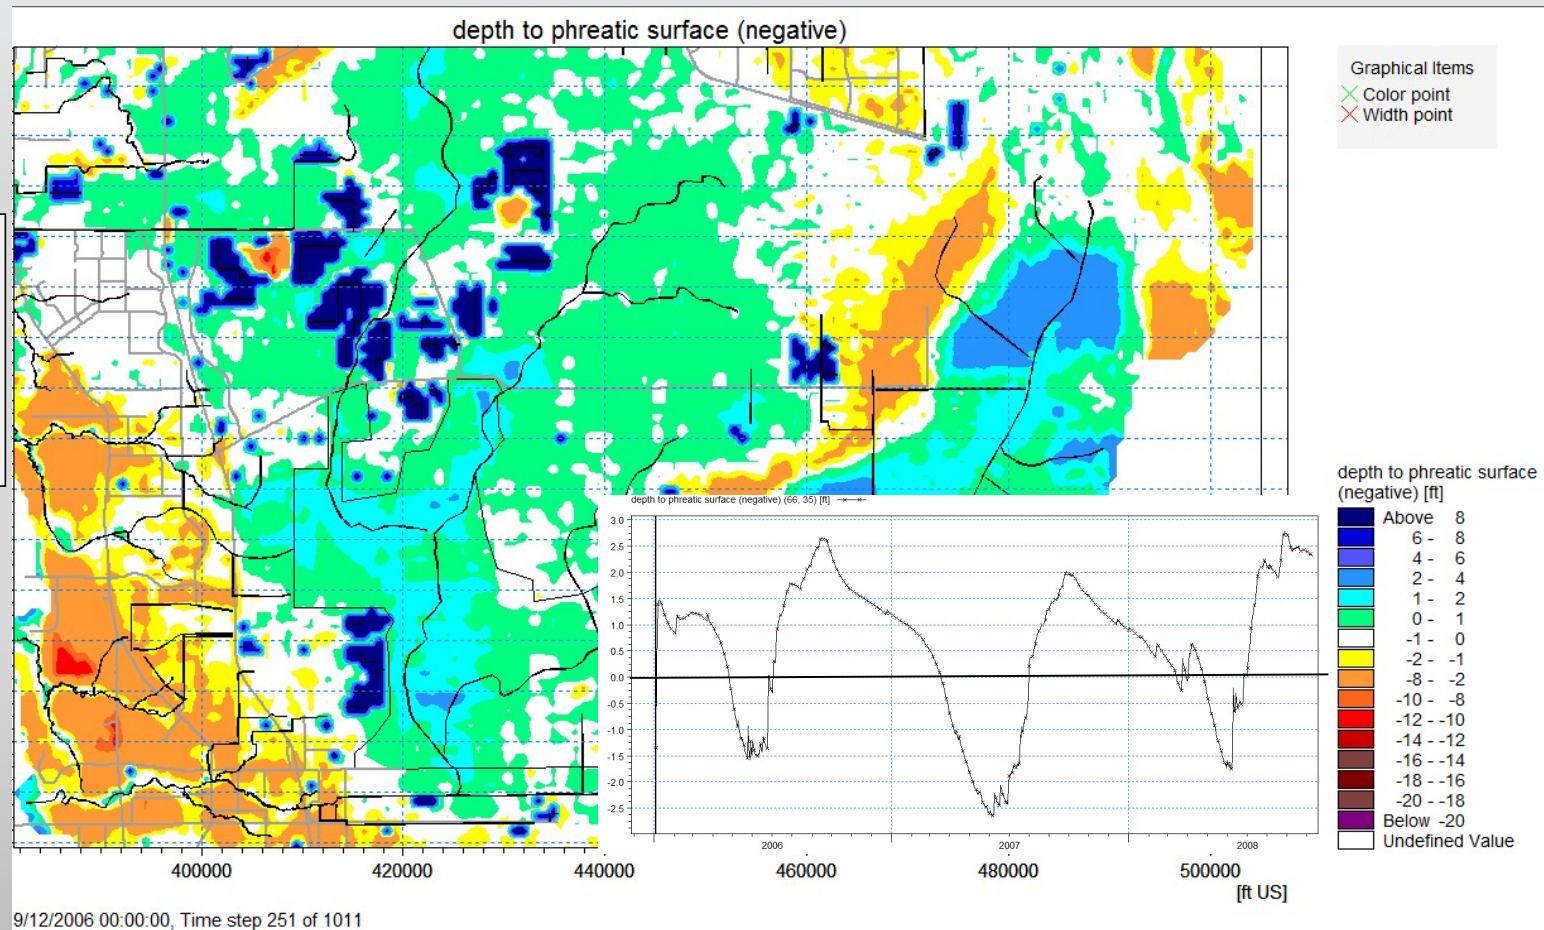 depth to phreatic surface (negative)
Graphical Items
Color point
Width point
depth to phreatic surface
(negative) [ft]
Above 8
6 - 8
4 - 6
2 - 4
1 - 2
0 - 1
-1 - 0
-2 - -1
-8 - -2
-10 - -8
-12 - -10
-14 - -12
-16 - -14
-18 - -16
-20 - -18
Below -20
Undefined Value
depth to phreatic surface (negative) (66, 35) [ft]
3.0
2.5
2.0
1.5
1.0
0.5
0.0
-0.5
-1.0
-1.5
-2.0
-2.5
2006 2007 2008
400000 420000 440000 460000 480000 500000
[ft US]
9/12/2006 00:00:00, Time step 251 of 1011